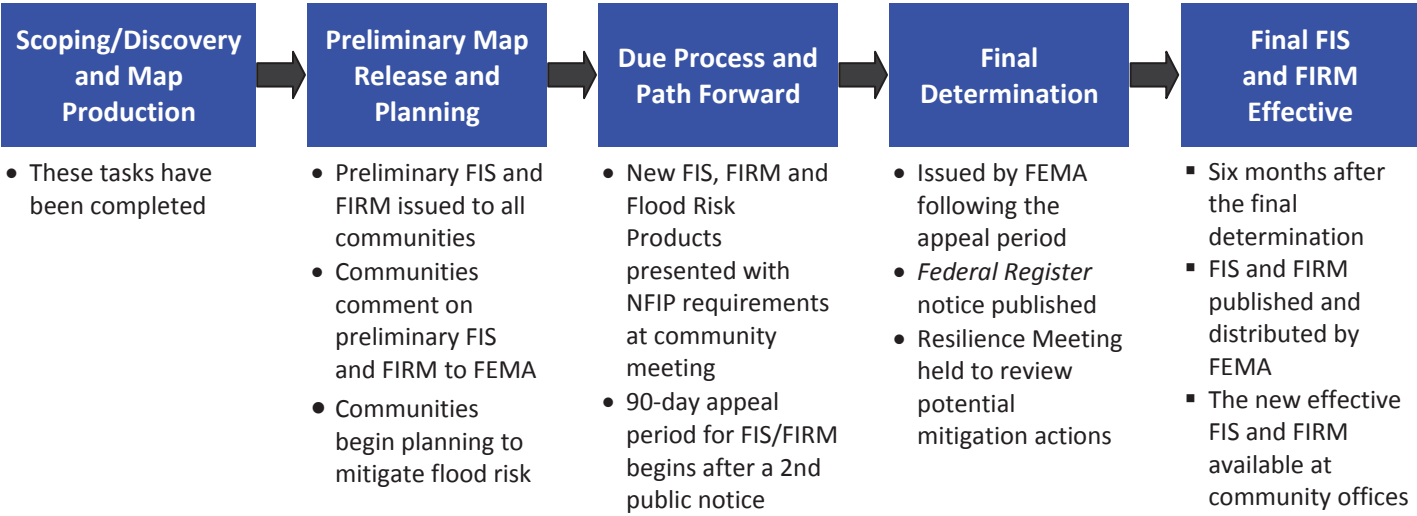 Scoping/Discovery
and Map
Production
• These tasks have
been completed
Preliminary Map
Release and
Planning
• Preliminary FIS and
FIRM issued to all
communities
• Communities
comment on
preliminary FIS
and FIRM to FEMA
• Communities
begin planning to
mitigate flood risk
Due Process and
Path Forward
• New FIS, FIRM and
Flood Risk
Products
presented with
NFIP requirements
at community
meeting
• 90-day appeal
period for FIS/FIRM
begins after a 2nd
public notice
Final
Determination
• Issued by FEMA
following the
appeal period
• Federal Register
notice published
• Resilience Meeting
held to review
potential
mitigation actions
Final FIS
and FIRM
Effective
▪ Six months after
the final
determination
▪ FIS and FIRM
published and
distributed by
FEMA
▪ The new effective
FIS and FIRM
available at
community offices